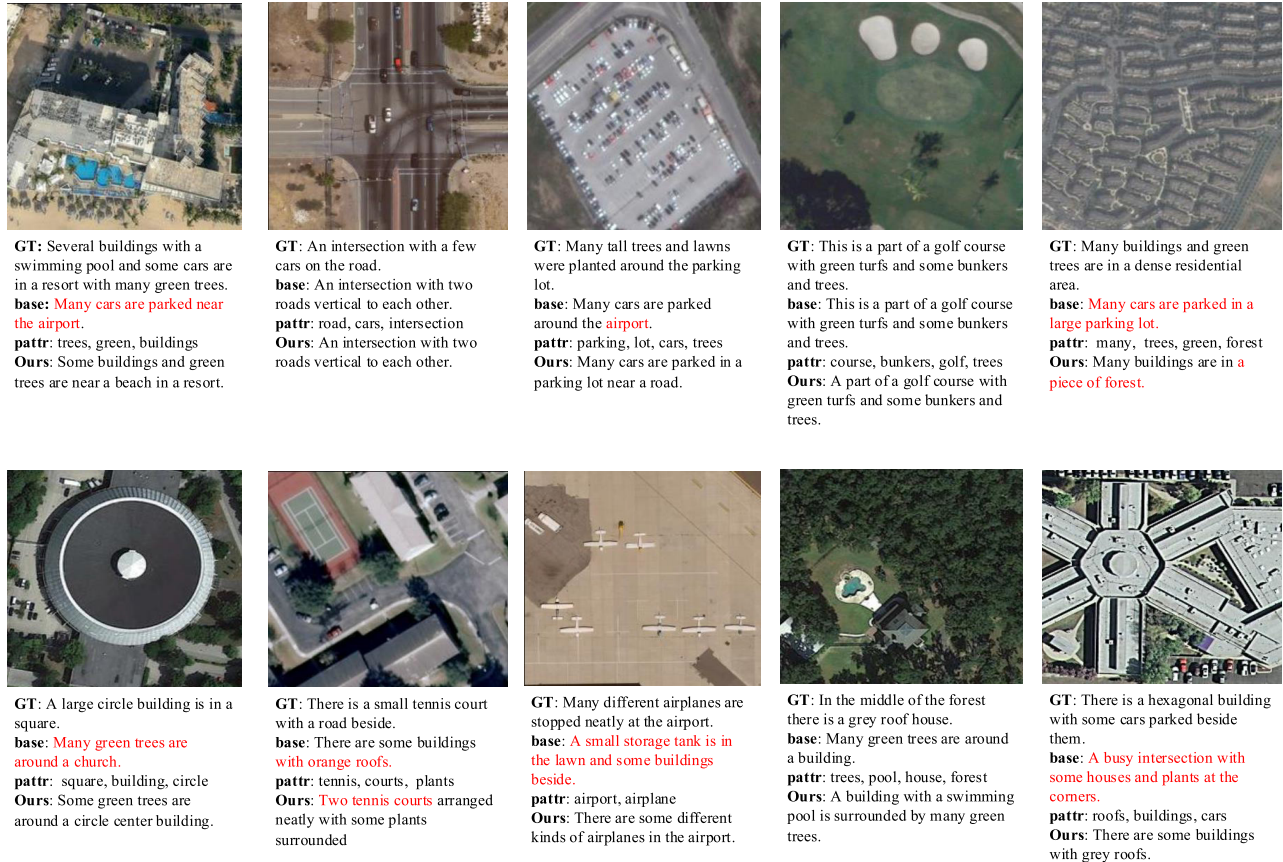 GT: Several buildings with a
swimming pool and some cars are
in a resort with many green trees.
base: Many cars are parked near
the airport.
pattr: trees, green, buildings
Ours: Some buildings and green
trees are near a beach in a resort.
GT: An intersection with a few
cars on the road.
base: An intersection with two
roads vertical to each other.
pattr: road, cars, intersection
Ours: An intersection with two
roads vertical to each other.
GT: Many tall trees and lawns
were planted around the parking
lot.
base: Many cars are parked
around the airport.
pattr: parking, lot, cars, trees
Ours: Many cars are parked in a
parking lot near a road.
GT: This is a part of a golf course
with green turfs and some bunkers
and trees.
base: This is a part of a golf course
with green turfs and some bunkers
and trees.
pattr: course, bunkers, golf, trees
Ours: A part of a golf course with
green turfs and some bunkers and
trees.
GT: Many buildings and green
trees are in a dense residential
area.
base: Many cars are parked in a
large parking lot.
pattr: many, trees, green, forest
Ours: Many buildings are in a
piece of forest.
GT: A large circle building is in a
square.
base: Many green trees are
around a church.
pattr: square, building, circle
Ours: Some green trees are
around a circle center building.
GT: There is a small tennis court
with a road beside.
base: There are some buildings
with orange roofs.
pattr: tennis, courts, plants
Ours: Two tennis courts arranged
neatly with some plants
surrounded
GT: Many different airplanes are
stopped neatly at the airport.
base: A small storage tank is in
the lawn and some buildings
beside.
pattr: airport, airplane
Ours: There are some different
kinds of airplanes in the airport.
GT: In the middle of the forest
there is a grey roof house.
base: Many green trees are around
a building.
pattr: trees, pool, house, forest
Ours: A building with a swimming
pool is surrounded by many green
trees.
GT: There is a hexagonal building
with some cars parked beside
them.
base: A busy intersection with
some houses and plants at the
corners.
pattr: roofs, buildings, cars
Ours: There are some buildings
with grey roofs.